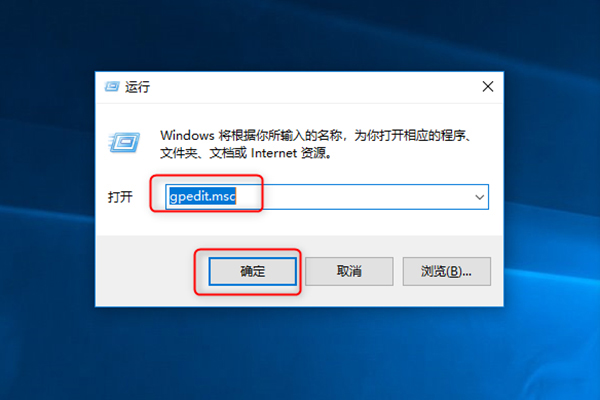 运行
Windows 将根据你所输入的名称，为你打开相应的程序、
文件夹、文档或 Internet 资源。
打开
gpedit.msc
确定 取消 浏览(B)...